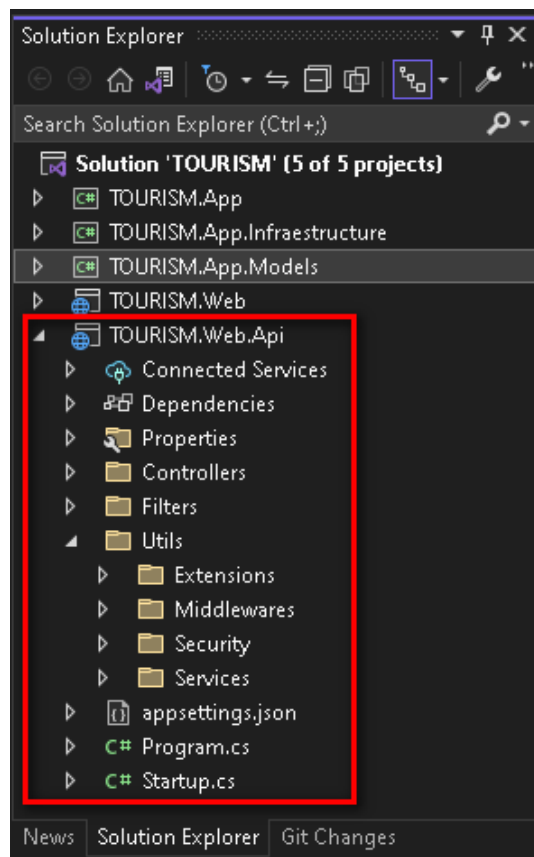 Solution Explorer
Search Solution Explorer (Ctrl+;)
Solution 'TOURISM' (5 of 5 projects)
C# TOURISM.App
C# TOURISM.App.Infraestructure
C# TOURISM.App.Models
TOURISM.Web
TOURISM.Web.Api
Connected Services
Dependencies
Properties
Controllers
Filters
Utils
Extensions
Middlewares
Security
Services
appsettings.json
C# Program.cs
C# Startup.cs
News Solution Explorer Git Changes